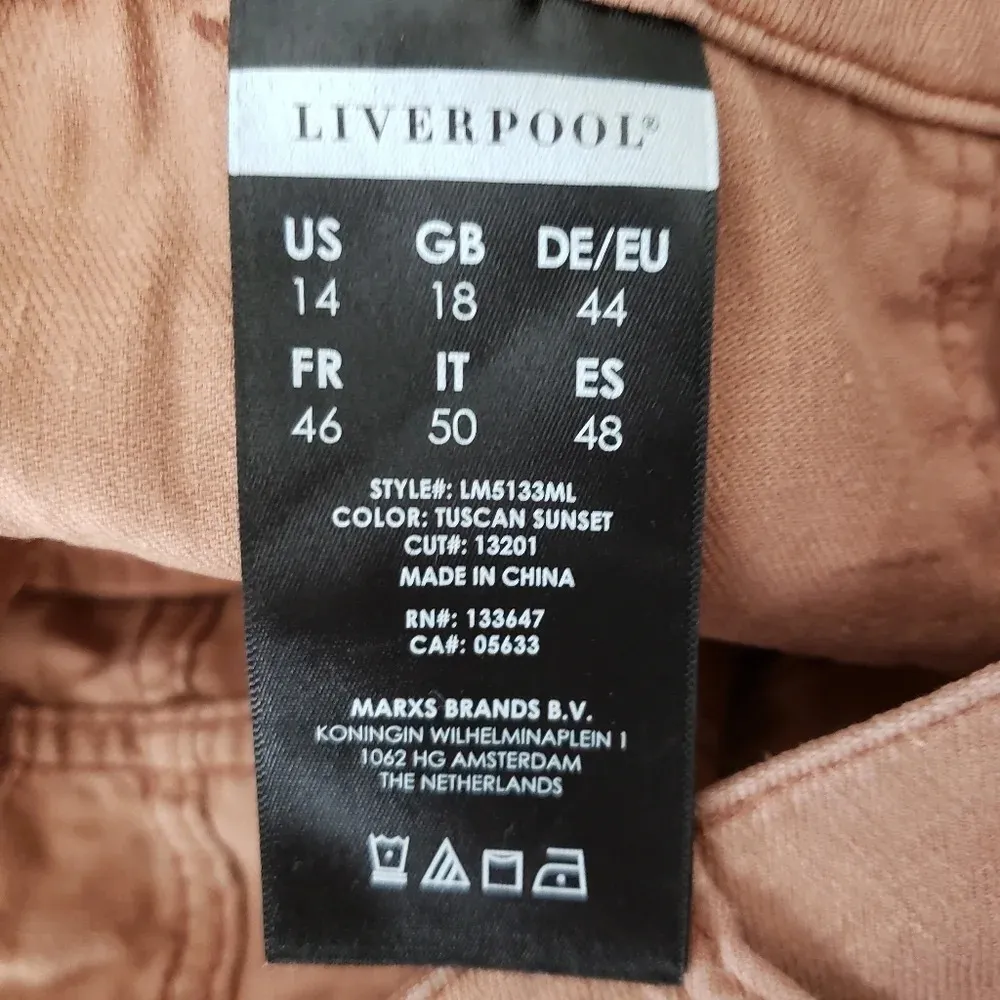 LIVERPOOL®
US GB DE/EU
14 18 44
FR IT ES
46 50 48
STYLE#: LM5133ML
COLOR: TUSCAN SUNSET
CUT#: 13201
MADE IN CHINA
RN#: 133647
CA#: 05633
MARXS BRANDS B.V.
KONINGIN WILHELMINAPLEIN 1
1062 HG AMSTERDAM
THE NETHERLANDS